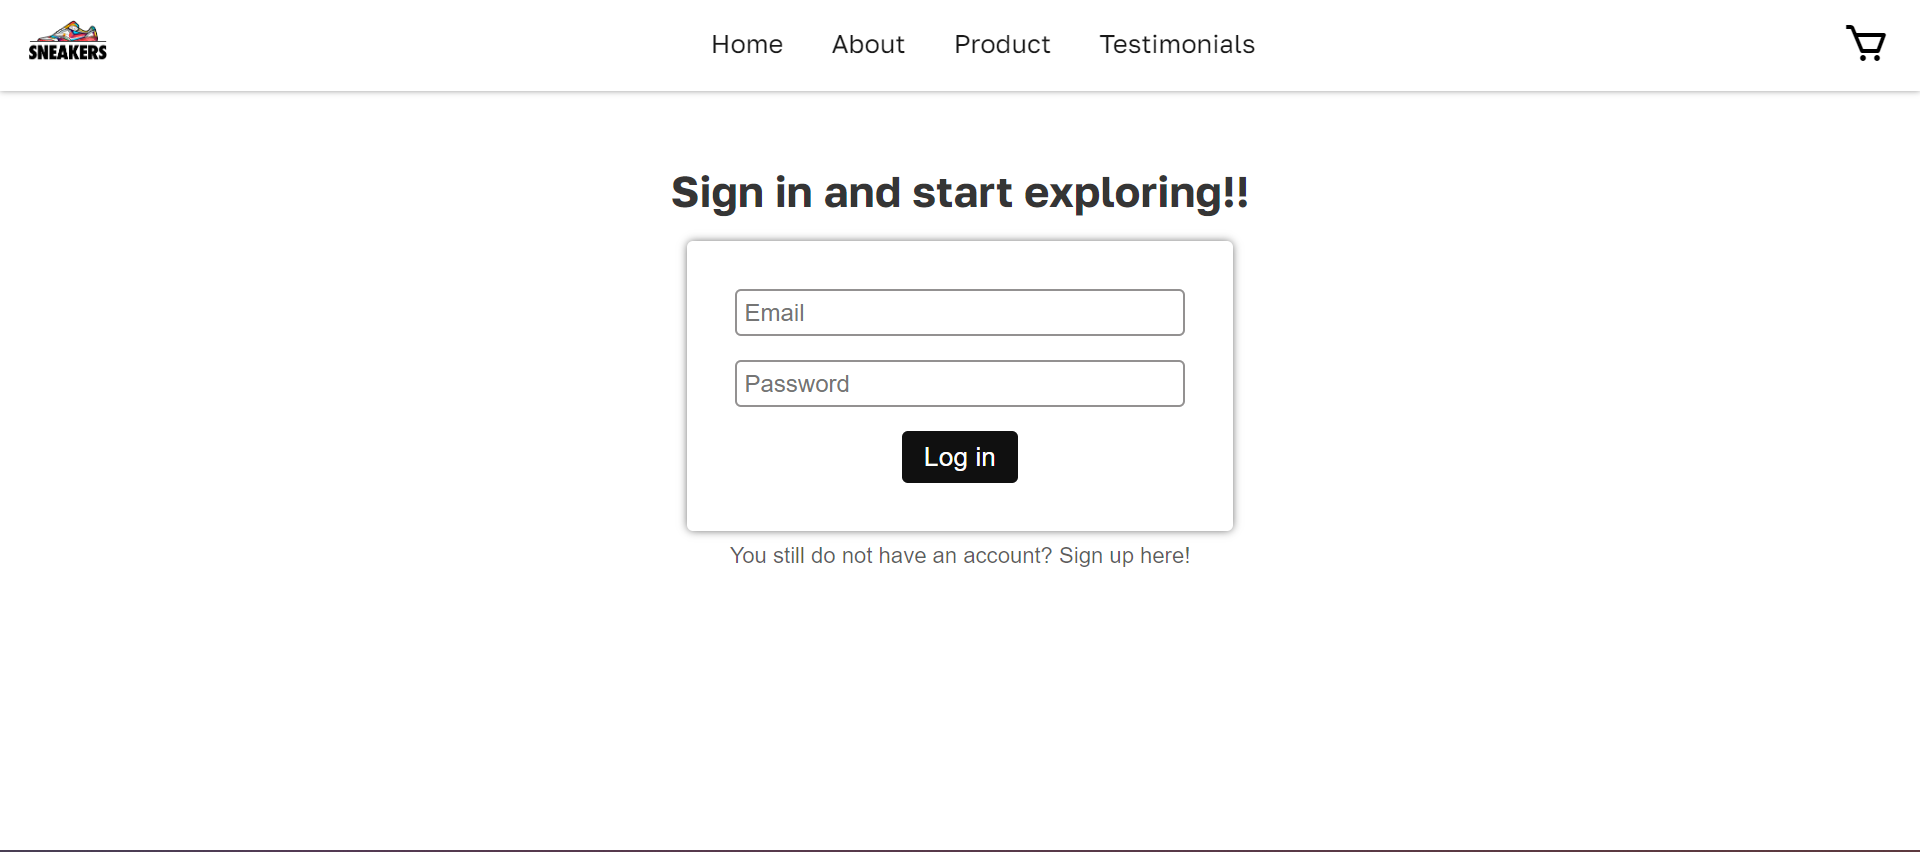 SNEAKERS
Home About Product Testimonials
Sign in and start exploring!!
Email
Password
Log in
You still do not have an account? Sign up here!